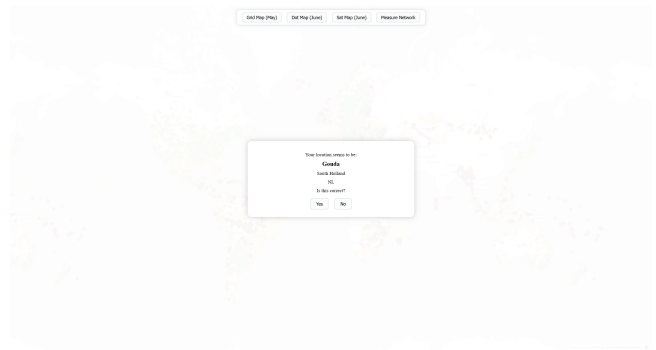 Grid Map (May) Dot Map (June) Sat Map (June) Measure Network
Your location seems to be:
Gouda
South Holland
NL
Is this correct?
Yes No